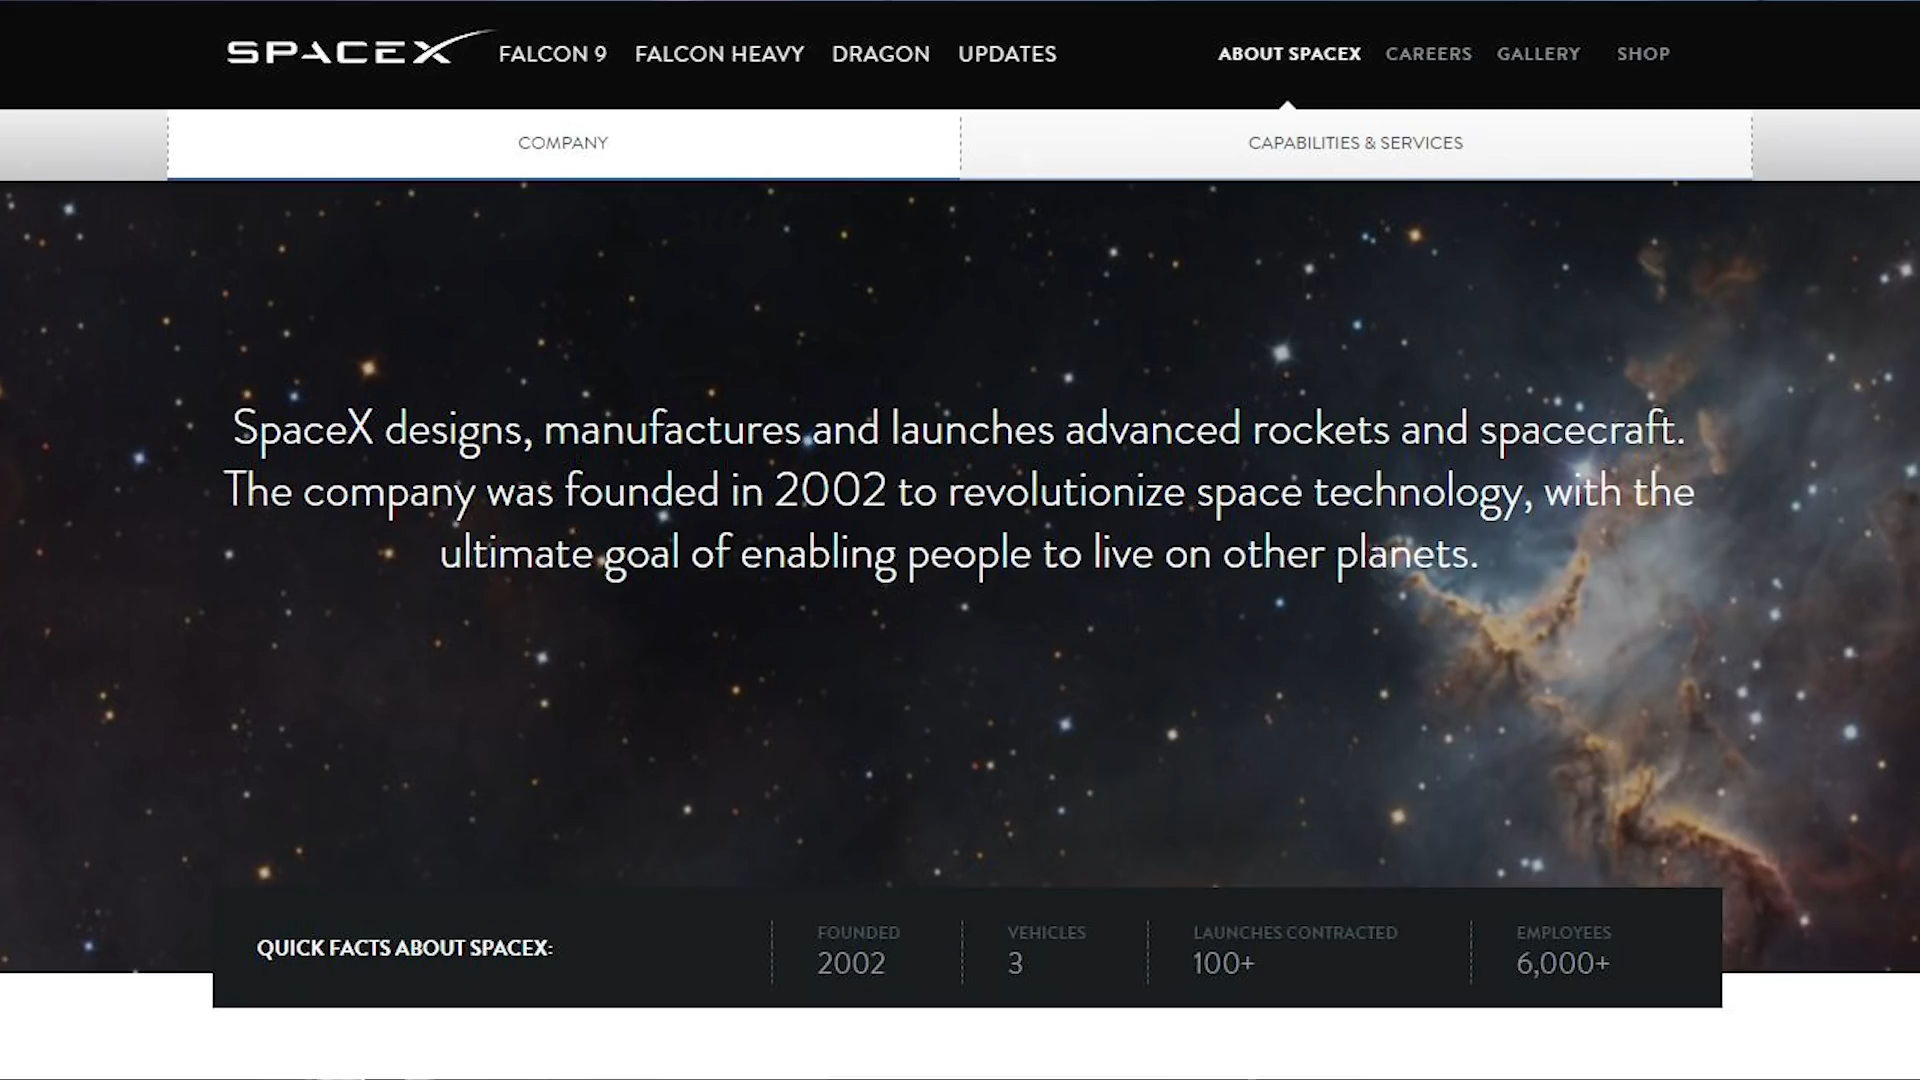 SPACEX FALCON 9 FALCON HEAVY DRAGON UPDATES ABOUT SPACEX CAREERS GALLERY SHOP
COMPANY CAPABILITIES & SERVICES
SpaceX designs, manufactures and launches advanced rockets and spacecraft.
The company was founded in 2002 to revolutionize space technology, with the
ultimate goal of enabling people to live on other planets.
QUICK FACTS ABOUT SPACEX:
FOUNDED
2002
VEHICLES
3
LAUNCHES CONTRACTED
100+
EMPLOYEES
6,000+